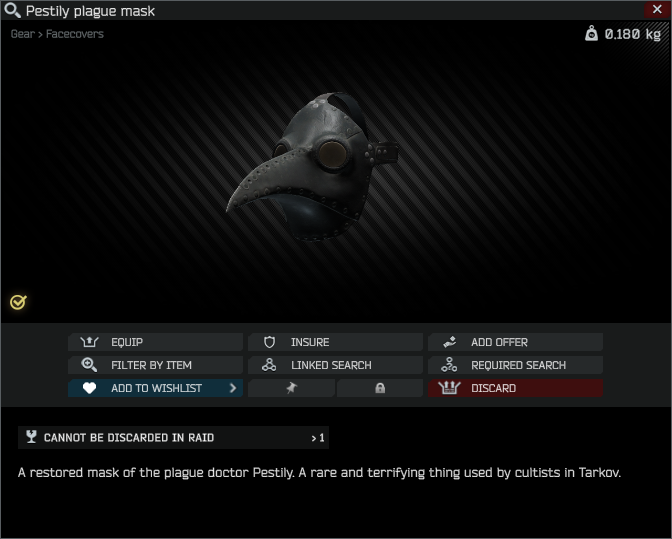 Pestily plague mask
Gear > Facecovers
0.180 kg
EQUIP
INSURE
ADD OFFER
FILTER BY ITEM
LINKED SEARCH
REQUIRED SEARCH
ADD TO WISHLIST
DISCARD
CANNOT BE DISCARDED IN RAID > 1
A restored mask of the plague doctor Pestily. A rare and terrifying thing used by cultists in Tarkov.